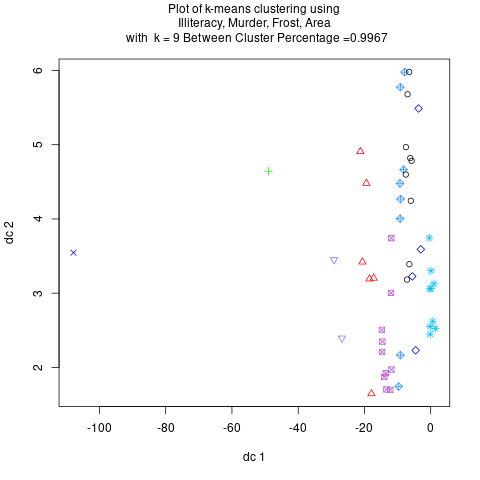 Plot of k-means clustering using
Illiteracy, Murder, Frost, Area
with k = 9 Between Cluster Percentage =0.9967
6
5
4
3
2
dc 2
-100 -80 -60 -40 -20 0
dc 1